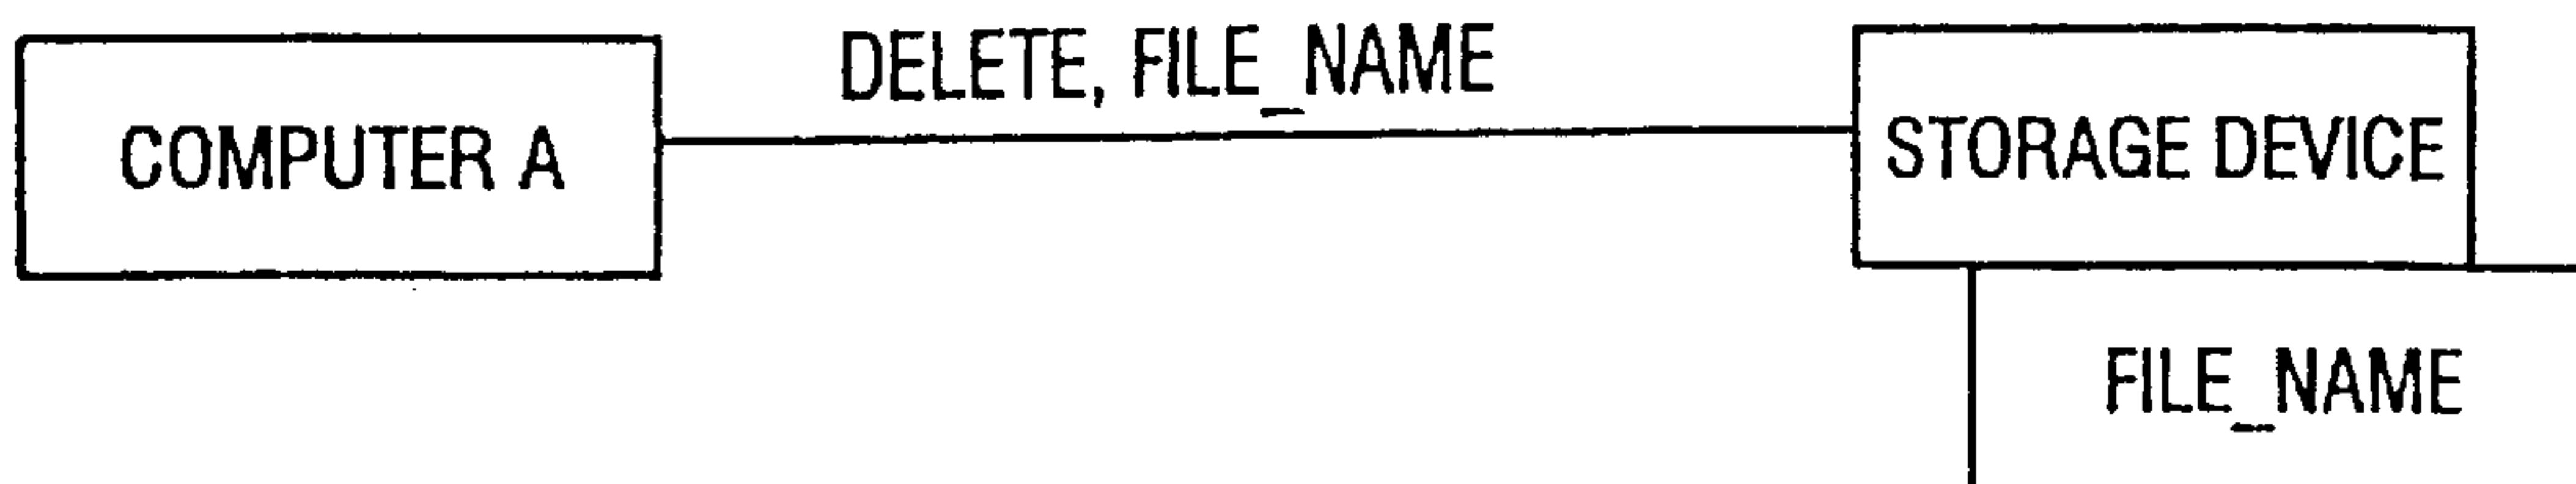 DELETE, FILE_NAME
COMPUTER A
STORAGE DEVICE
FILE_NAME